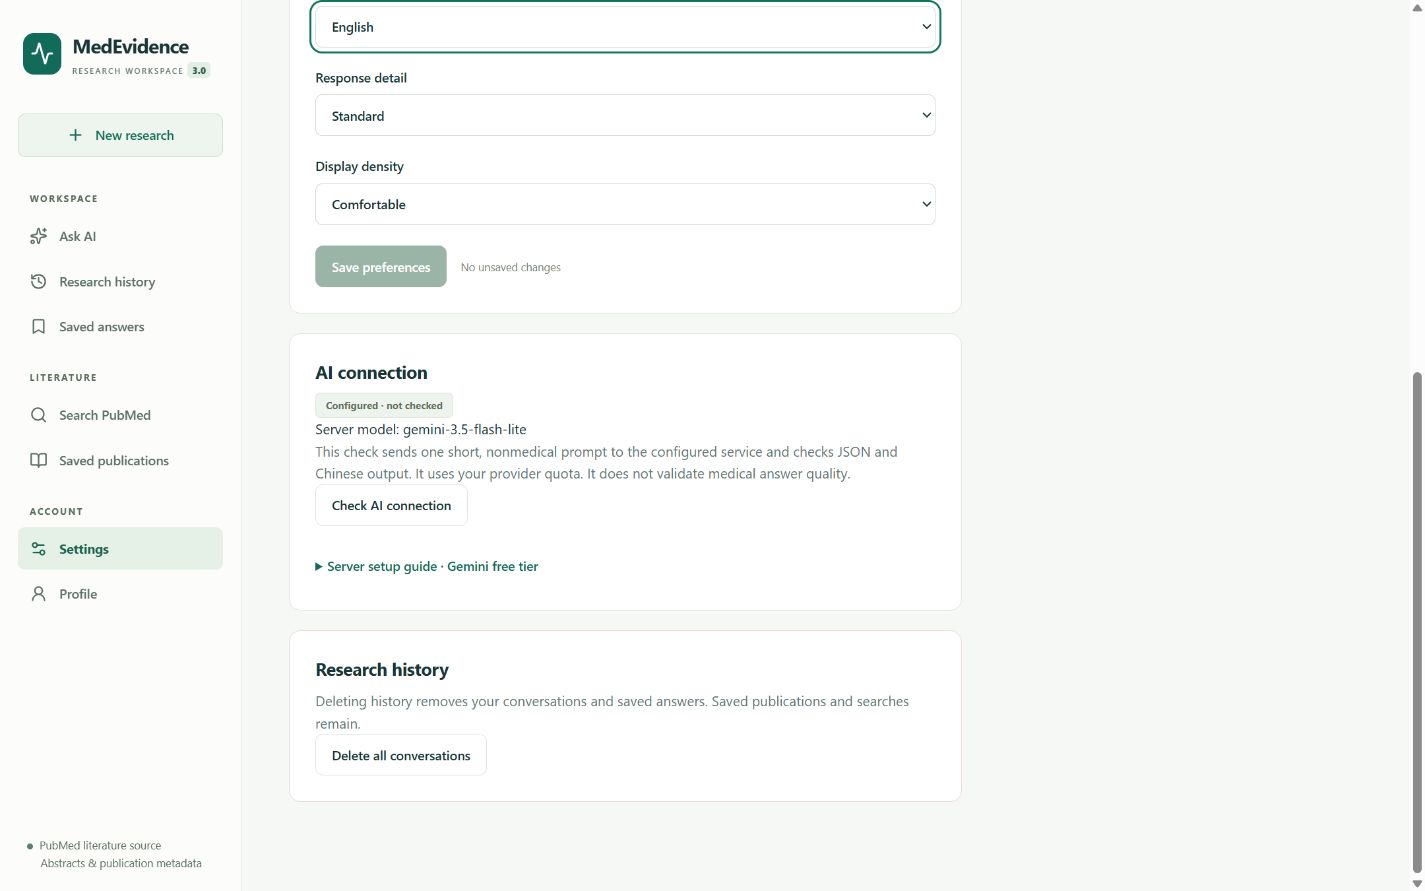 MedEvidence
RESEARCH WORKSPACE 3.0
New research
WORKSPACE
Ask AI
Research history
Saved answers
LITERATURE
Search PubMed
Saved publications
ACCOUNT
Settings
Profile
PubMed literature source
Abstracts & publication metadata
English
Response detail
Standard
Display density
Comfortable
Save preferences No unsaved changes
AI connection
Configured · not checked
Server model: gemini-3.5-flash-lite
This check sends one short, nonmedical prompt to the configured service and checks JSON and
Chinese output. It uses your provider quota. It does not validate medical answer quality.
Check AI connection
Server setup guide · Gemini free tier
Research history
Deleting history removes your conversations and saved answers. Saved publications and searches
remain.
Delete all conversations